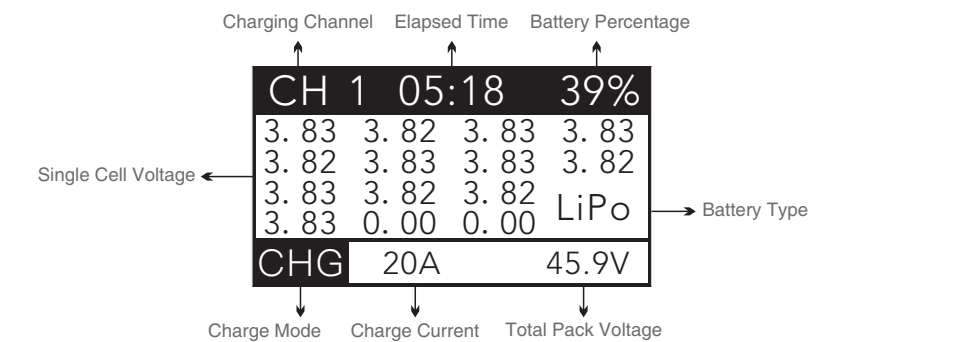 Charging Channel Elapsed Time Battery Percentage
CH 1 05:18 39%
3. 83 3. 82 3. 83 3. 83
3. 82 3. 83 3. 83 3. 82
Single Cell Voltage
3. 83 3. 82 3. 82
LiPo
Battery Type
3. 83 0. 00 0. 00
CHG 20A 45.9V
Charge Mode Charge Current Total Pack Voltage